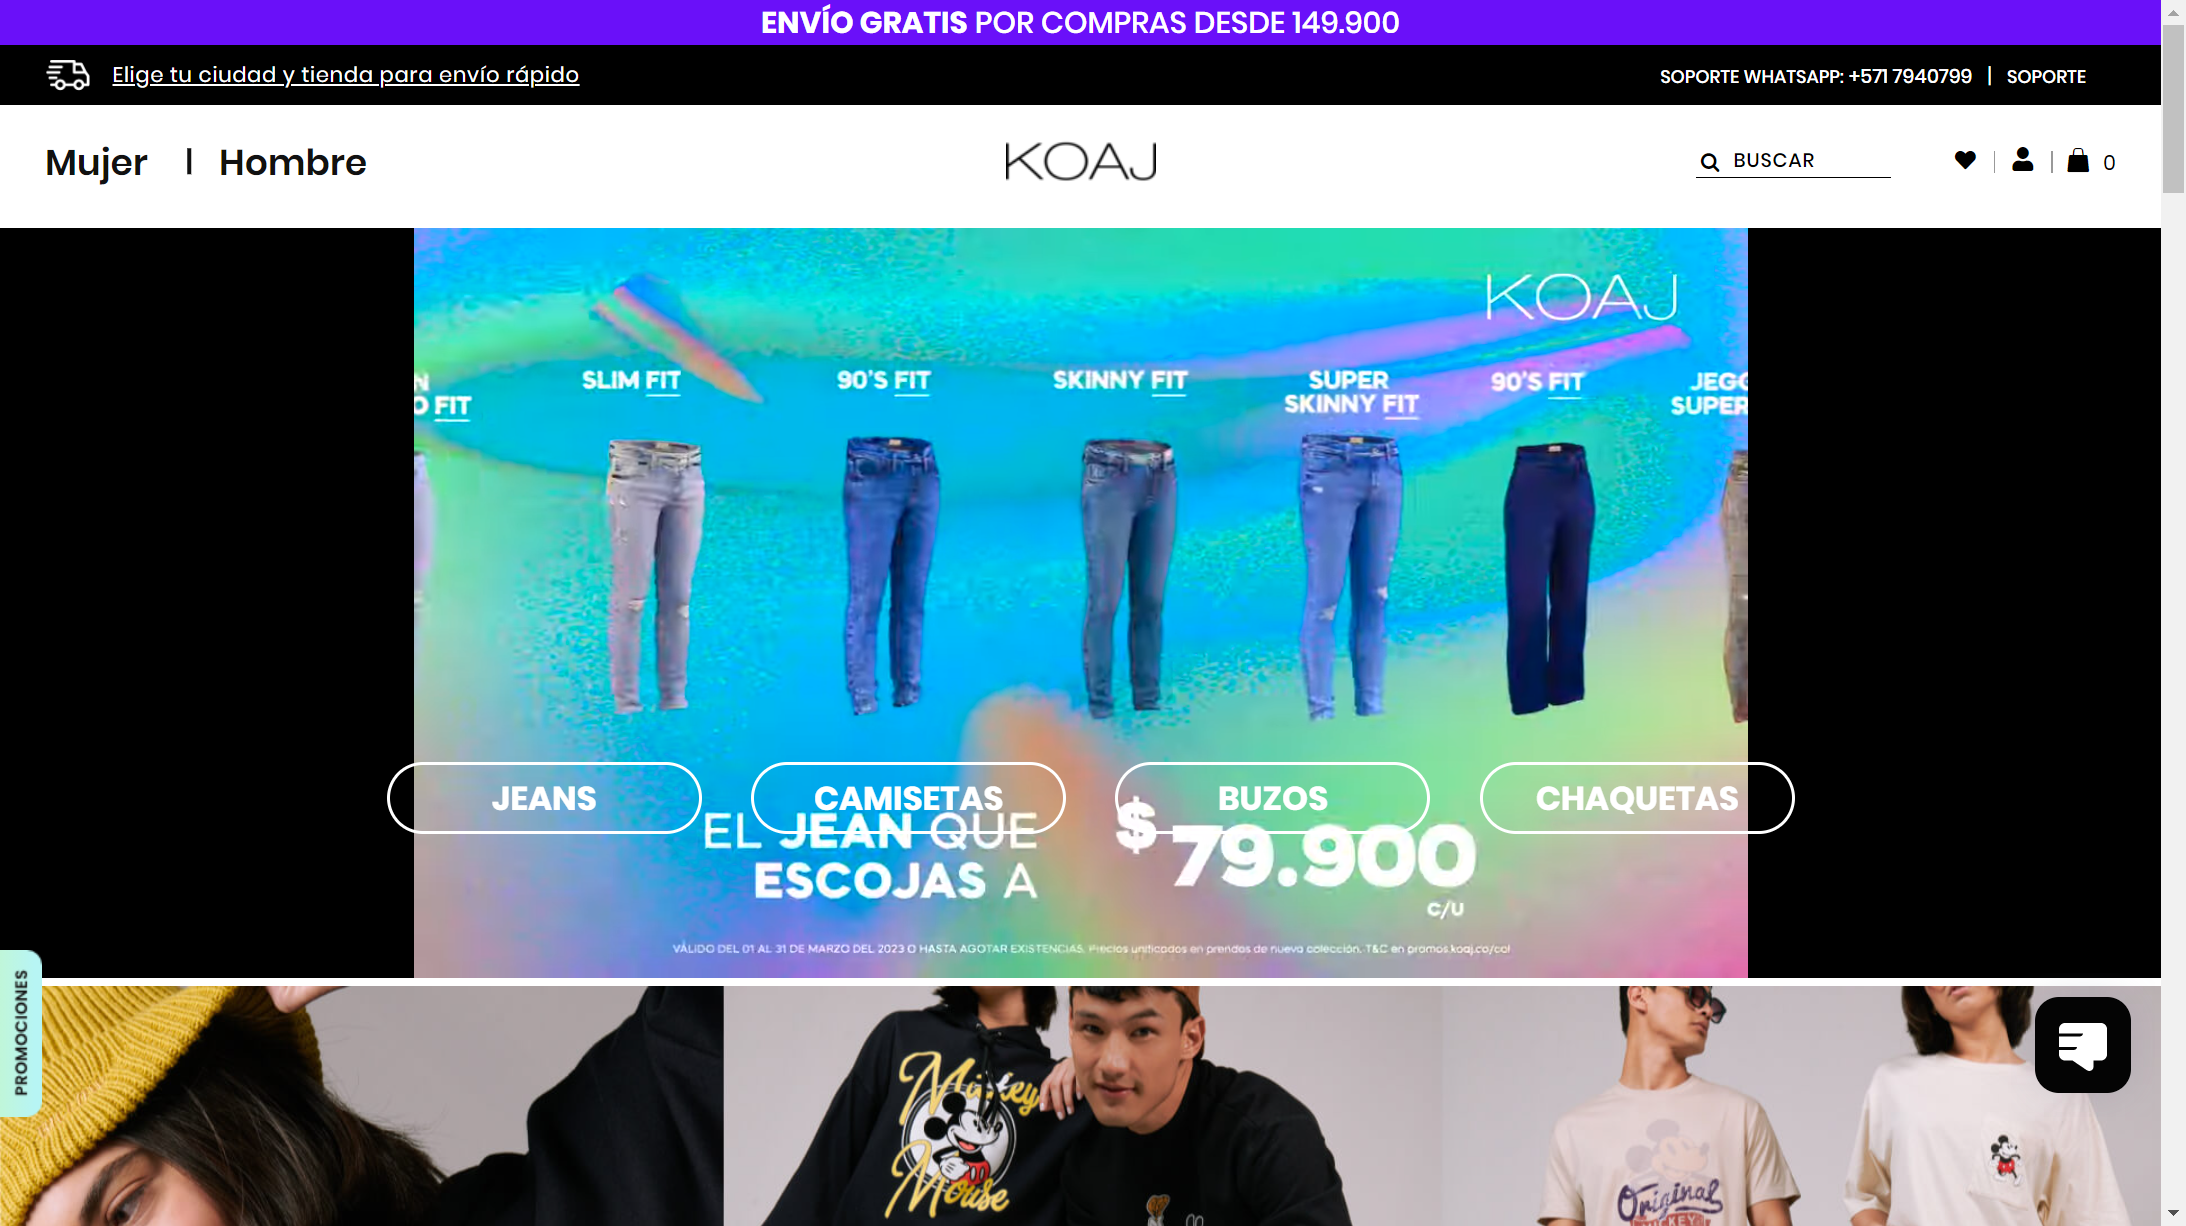 ENVÍO GRATIS POR COMPRAS DESDE 149.900
Elige tu ciudad y tienda para envío rápido
SOPORTE WHATSAPP: +571 7940799 | SOPORTE
Mujer | Hombre
KOAJ
BUSCAR
0
KOAJ
FIT
SLIM FIT
90'S FIT
SKINNY FIT
SUPER
SKINNY FIT
90'S FIT
JEANS
CAMISETAS
BUZOS
CHAQUETAS
EL JEAN QUE
ESCOJAS A
$79.900
C/U
VÁLIDO DEL 01 AL 31 DE MARZO DEL 2023 O HASTA AGOTAR EXISTENCIAS. Precios unificados en prendas de nueva colección. T&C en promos.koaj.co/col
PROMOCIONES
Mickey
Mouse
Original
MICKEY